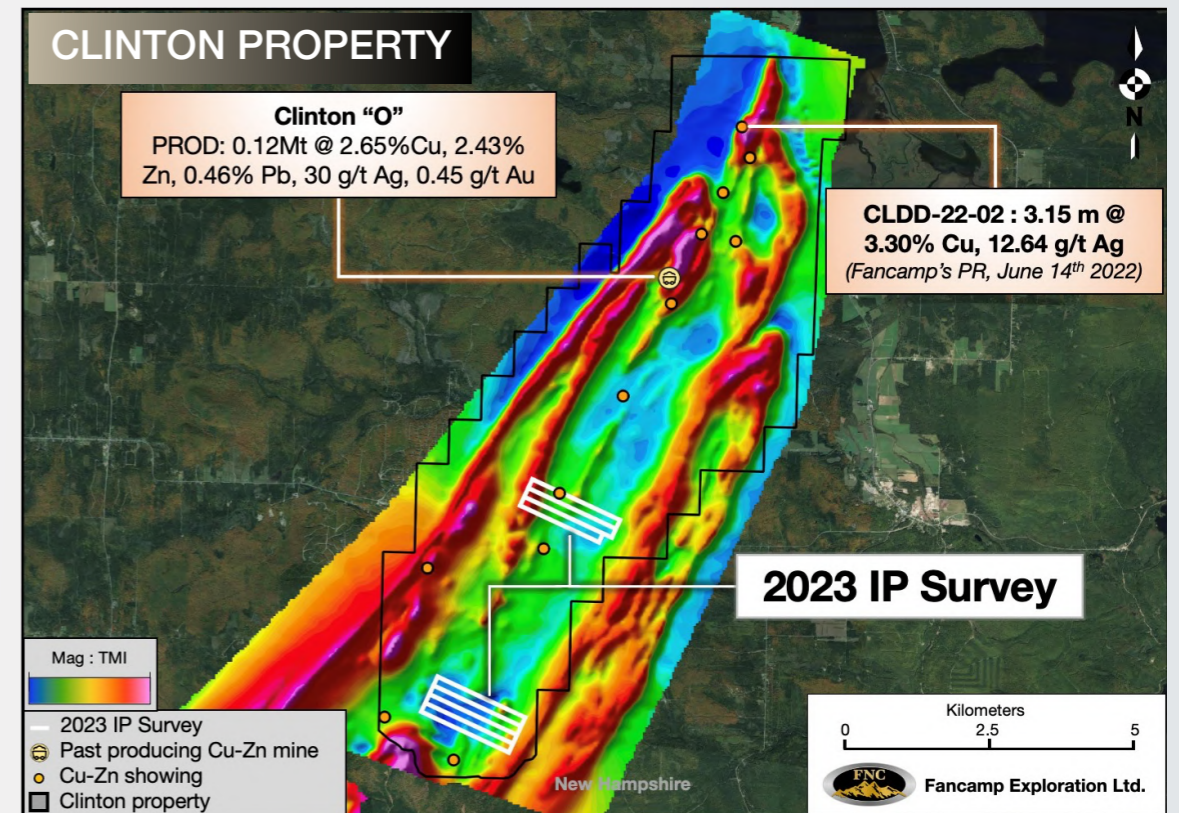 CLINTON PROPERTY
Clinton “O”
PROD: 0.12Mt @ 2.65%Cu, 2.43%
Zn, 0.46% Pb, 30 g/t Ag, 0.45 g/t Au
N
CLDD-22-02 : 3.15 m @
3.30% Cu, 12.64 g/t Ag
(Fancamp’s PR, June 14th 2022)
2023 IP Survey
Mag : TMI
2023 IP Survey
Past producing Cu-Zn mine
Cu-Zn showing
Clinton property
New Hampshire
Kilometers
0 2.5 5
FNC
Fancamp Exploration Ltd.